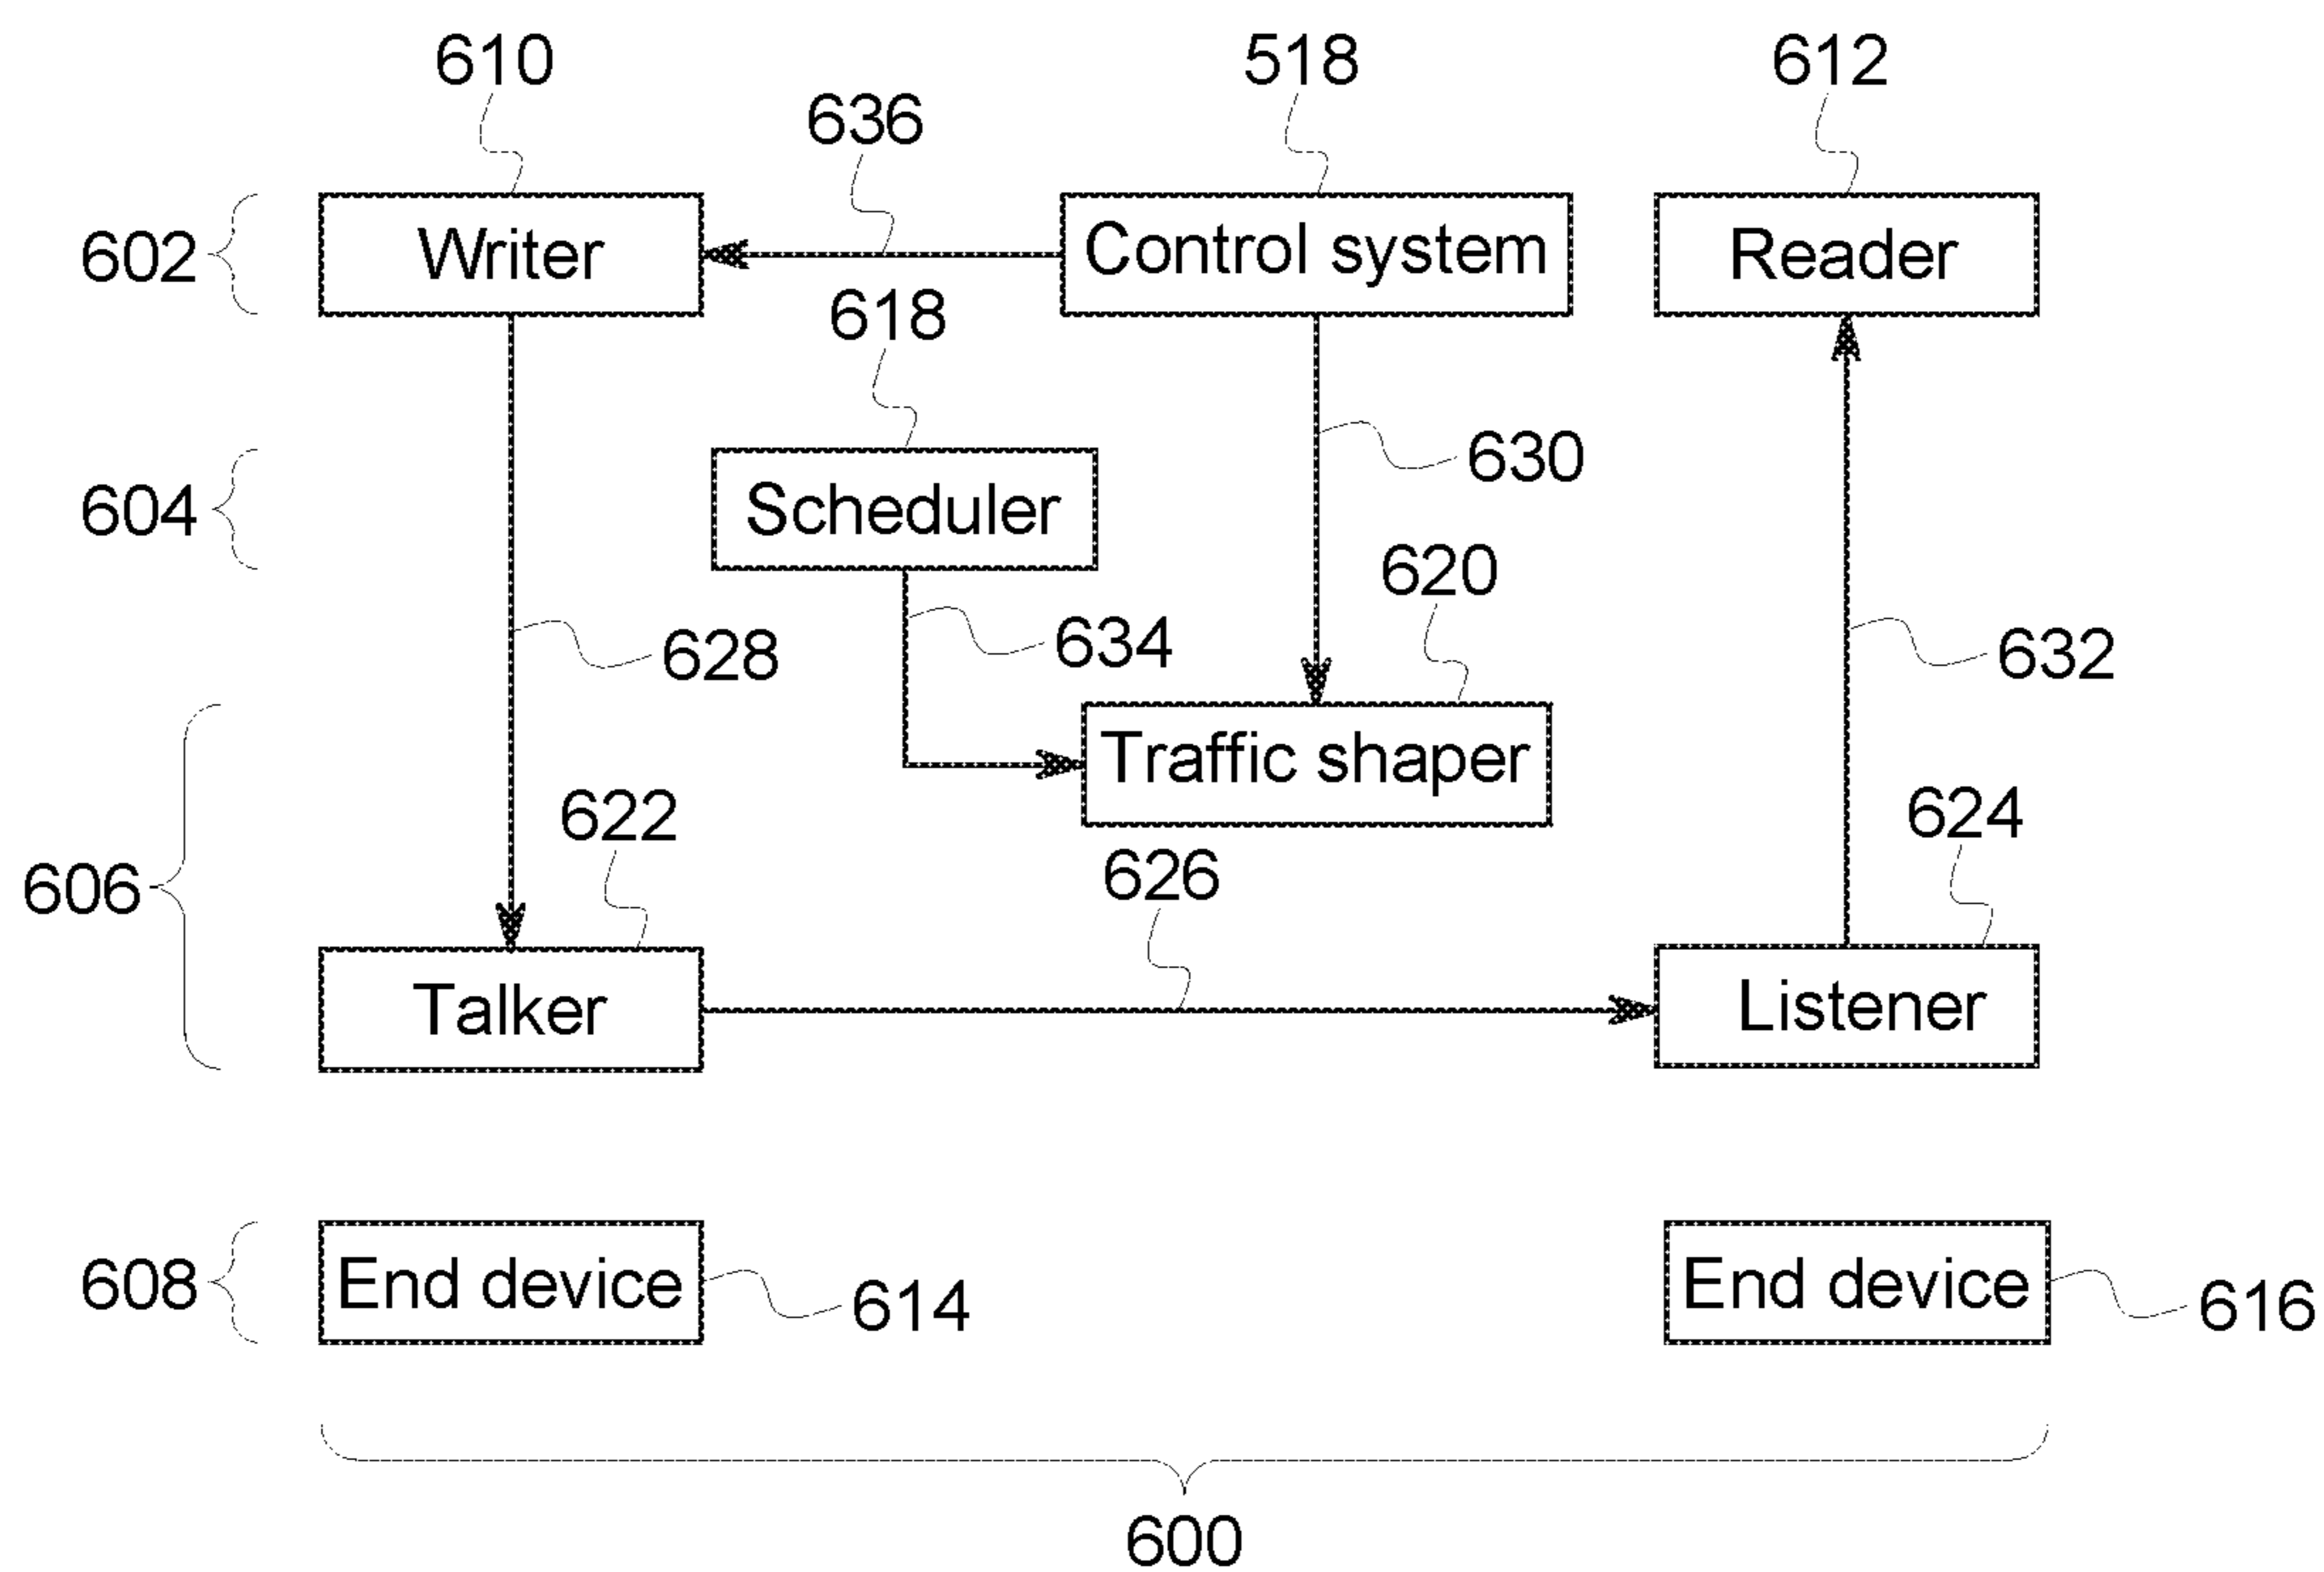 610
518
612
636
602
Writer
Control system
Reader
618
630
604
Scheduler
620
628
634
632
Traffic shaper
622
624
606
626
Talker
Listener
608
End device
614
End device
616
600